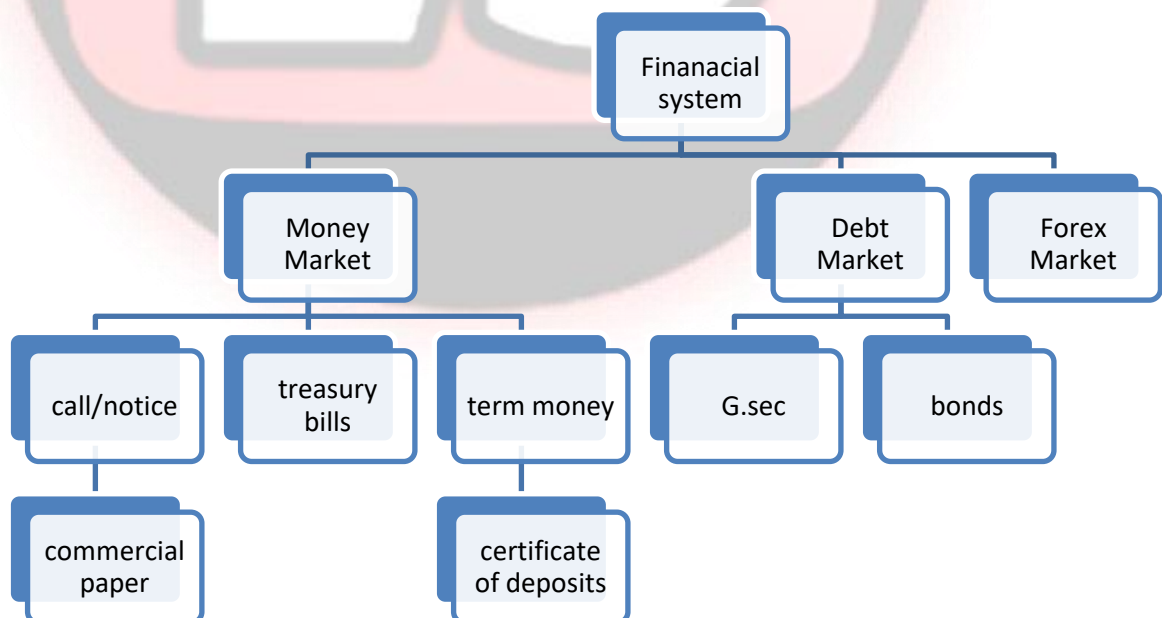 Finanacial
system
Money
Market
Debt
Market
Forex
Market
call/notice
treasury
bills
term money
G.sec
bonds
commercial
paper
certificate
of deposits